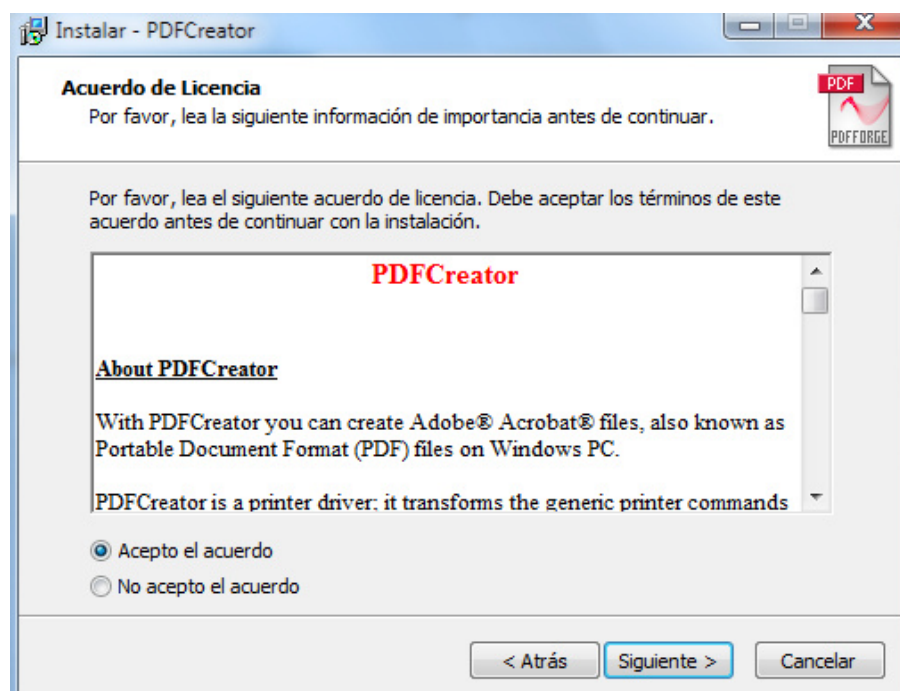 Instalar - PDFCreator
Acuerdo de Licencia
Por favor, lea la siguiente información de importancia antes de continuar.
PDF
PDFFORGE
Por favor, lea el siguiente acuerdo de licencia. Debe aceptar los términos de este
acuerdo antes de continuar con la instalación.
PDFCreator
About PDFCreator
With PDFCreator you can create Adobe® Acrobat® files, also known as
Portable Document Format (PDF) files on Windows PC.
PDFCreator is a printer driver; it transforms the generic printer commands
Acepto el acuerdo
No acepto el acuerdo
< Atrás
Siguiente >
Cancelar